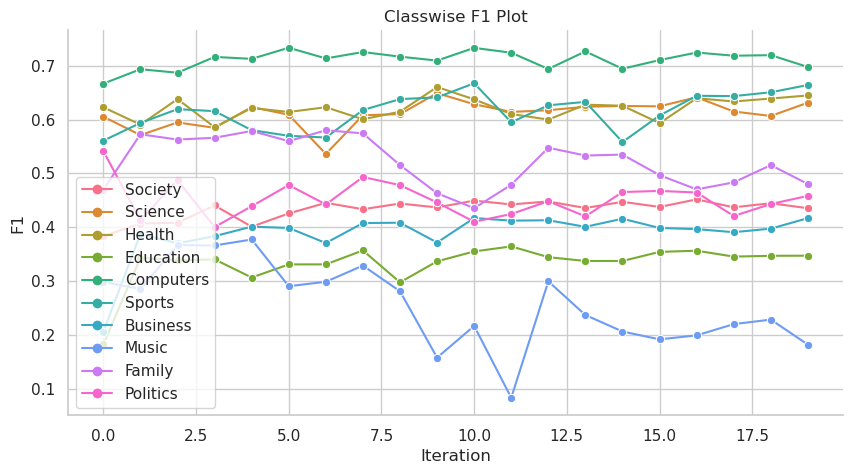 Classwise F1 Plot
F1
0.7
0.6
0.5
0.4
0.3
0.2
0.1
Society
Science
Health
Education
Computers
Sports
Business
Music
Family
Politics
0.0 2.5 5.0 7.5 10.0 12.5 15.0 17.5
Iteration